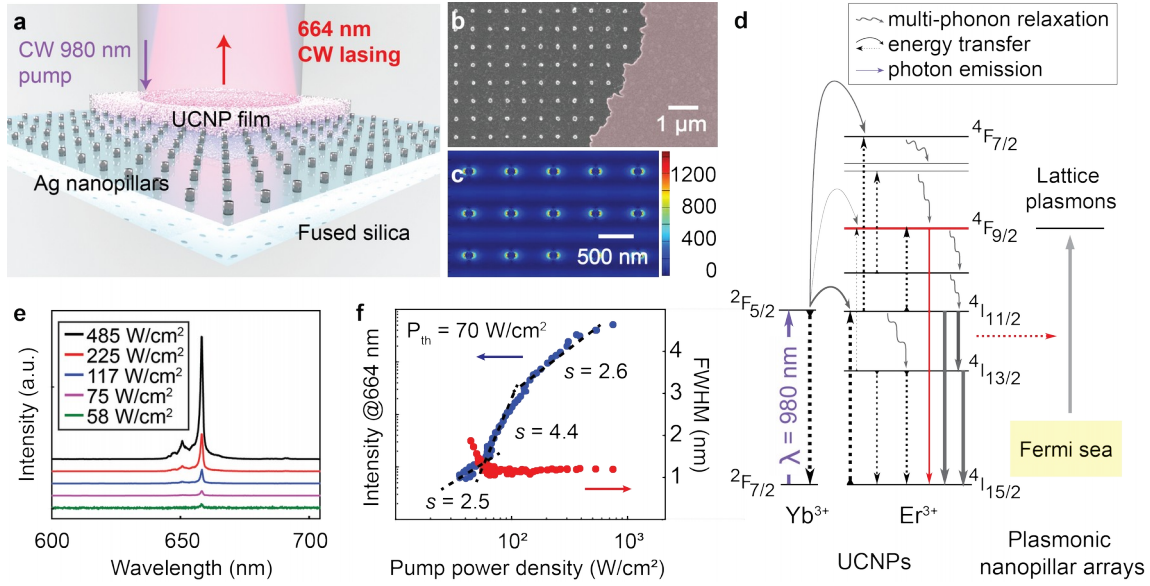 a
CW 980 nm
pump
664 nm
CW lasing
UCNP film
Ag nanopillars
Fused silica
b
1 µm
c
500 nm
1200
800
400
0
d
multi-phonon relaxation
energy transfer
photon emission
⁴F₇/₂
Lattice
plasmons
⁴F₉/₂
²F₅/₂
⁴I₁₁/₂
λ = 980 nm
⁴I₁₃/₂
Fermi sea
²F₇/₂
⁴I₁₅/₂
Yb³⁺
Er³⁺
UCNPs
Plasmonic
nanopillar arrays
e
485 W/cm²
225 W/cm²
117 W/cm²
75 W/cm²
58 W/cm²
Intensity (a.u.)
600
650
700
Wavelength (nm)
f
Pₜₕ = 70 W/cm²
s = 2.6
s = 4.4
s = 2.5
Intensity @664 nm
4
3
2
1
FWHM (nm)
10²
10³
Pump power density (W/cm²)